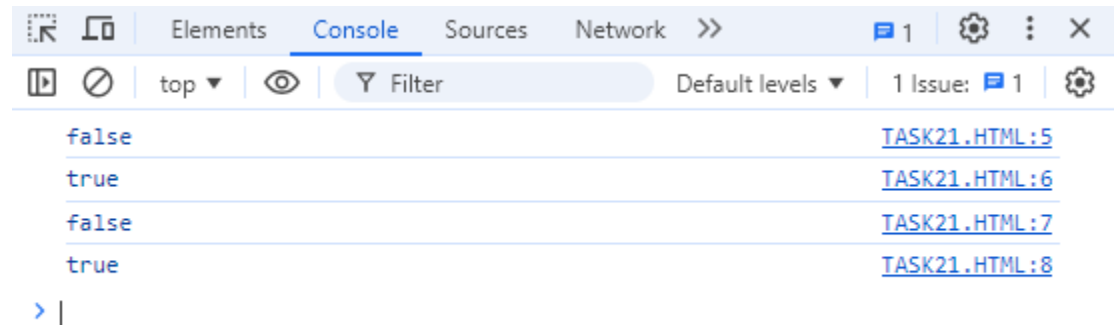 Elements Console Sources Network >> 1
top ▼ Filter Default levels ▼ 1 Issue: 1
false TASK21.HTML:5
true TASK21.HTML:6
false TASK21.HTML:7
true TASK21.HTML:8
>